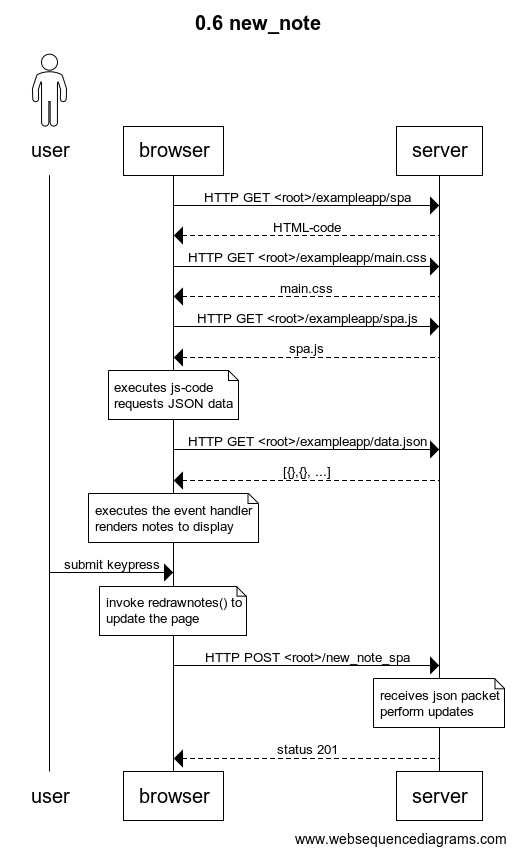 0.6 new_note
user
browser
server
HTTP GET <root>/exampleapp/spa
HTML-code
HTTP GET <root>/exampleapp/main.css
main.css
HTTP GET <root>/exampleapp/spa.js
spa.js
executes js-code
requests JSON data
HTTP GET <root>/exampleapp/data.json
[{},{}, ...]
executes the event handler
renders notes to display
submit keypress
invoke redrawnotes() to
update the page
HTTP POST <root>/new_note_spa
receives json packet
perform updates
status 201
user
browser
server
www.websequencediagrams.com